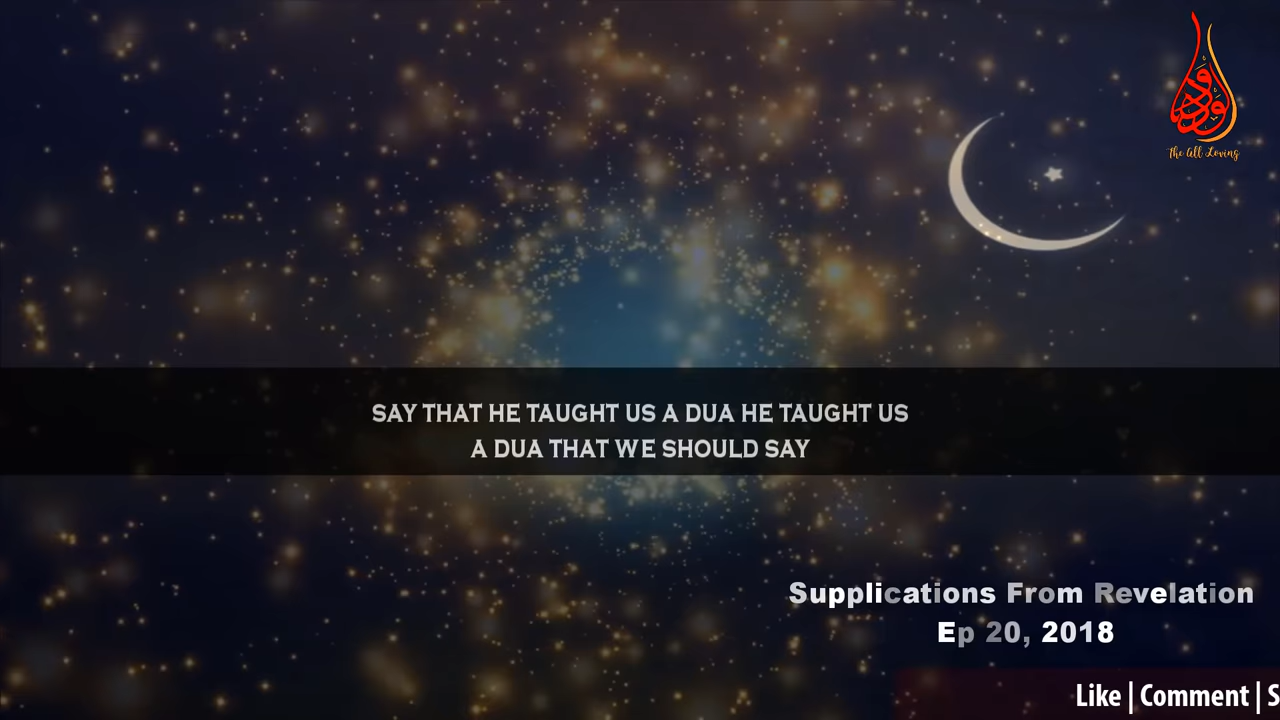 الودود
The All Loving
SAY THAT HE TAUGHT US A DUA HE TAUGHT US
A DUA THAT WE SHOULD SAY
Supplications From Revelation
Ep 20, 2018
Like | Comment | S